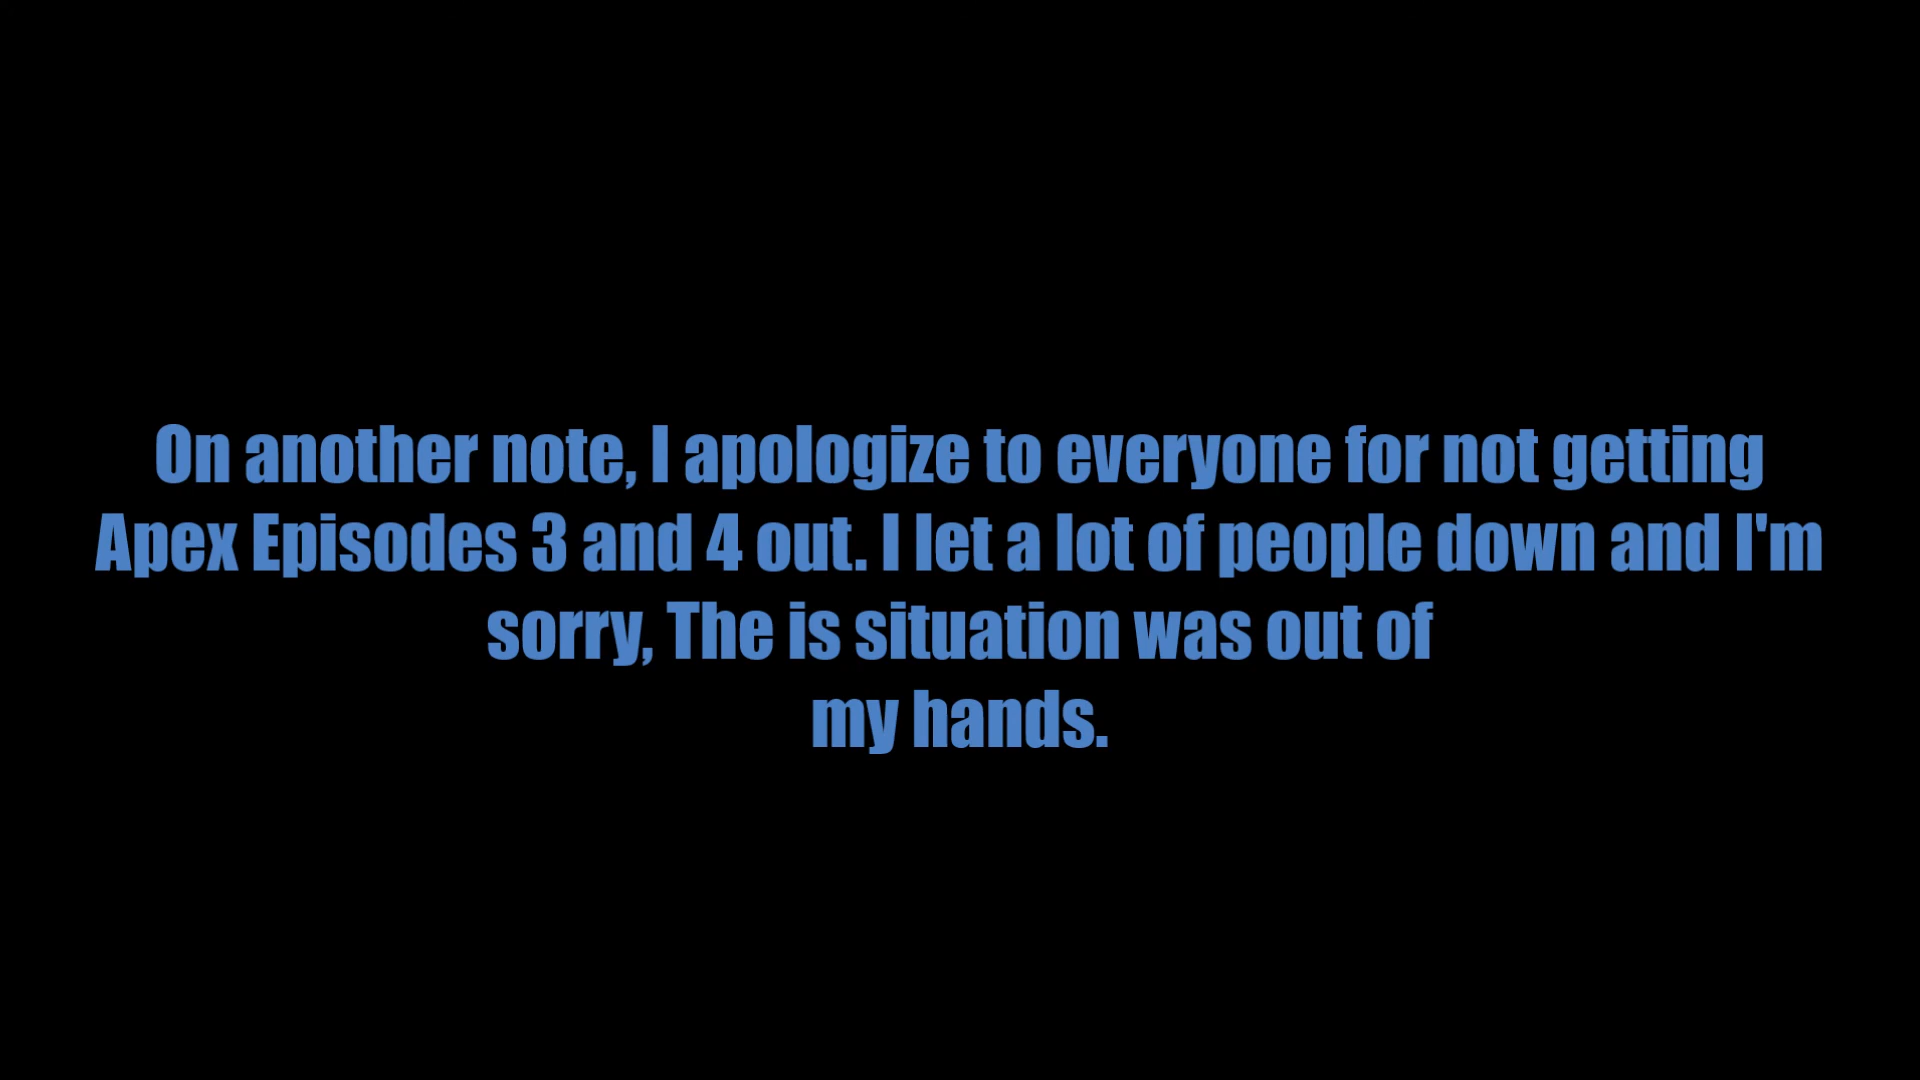 On another note, I apologize to everyone for not getting
Apex Episodes 3 and 4 out. I let a lot of people down and I'm
sorry, The is situation was out of
my hands.